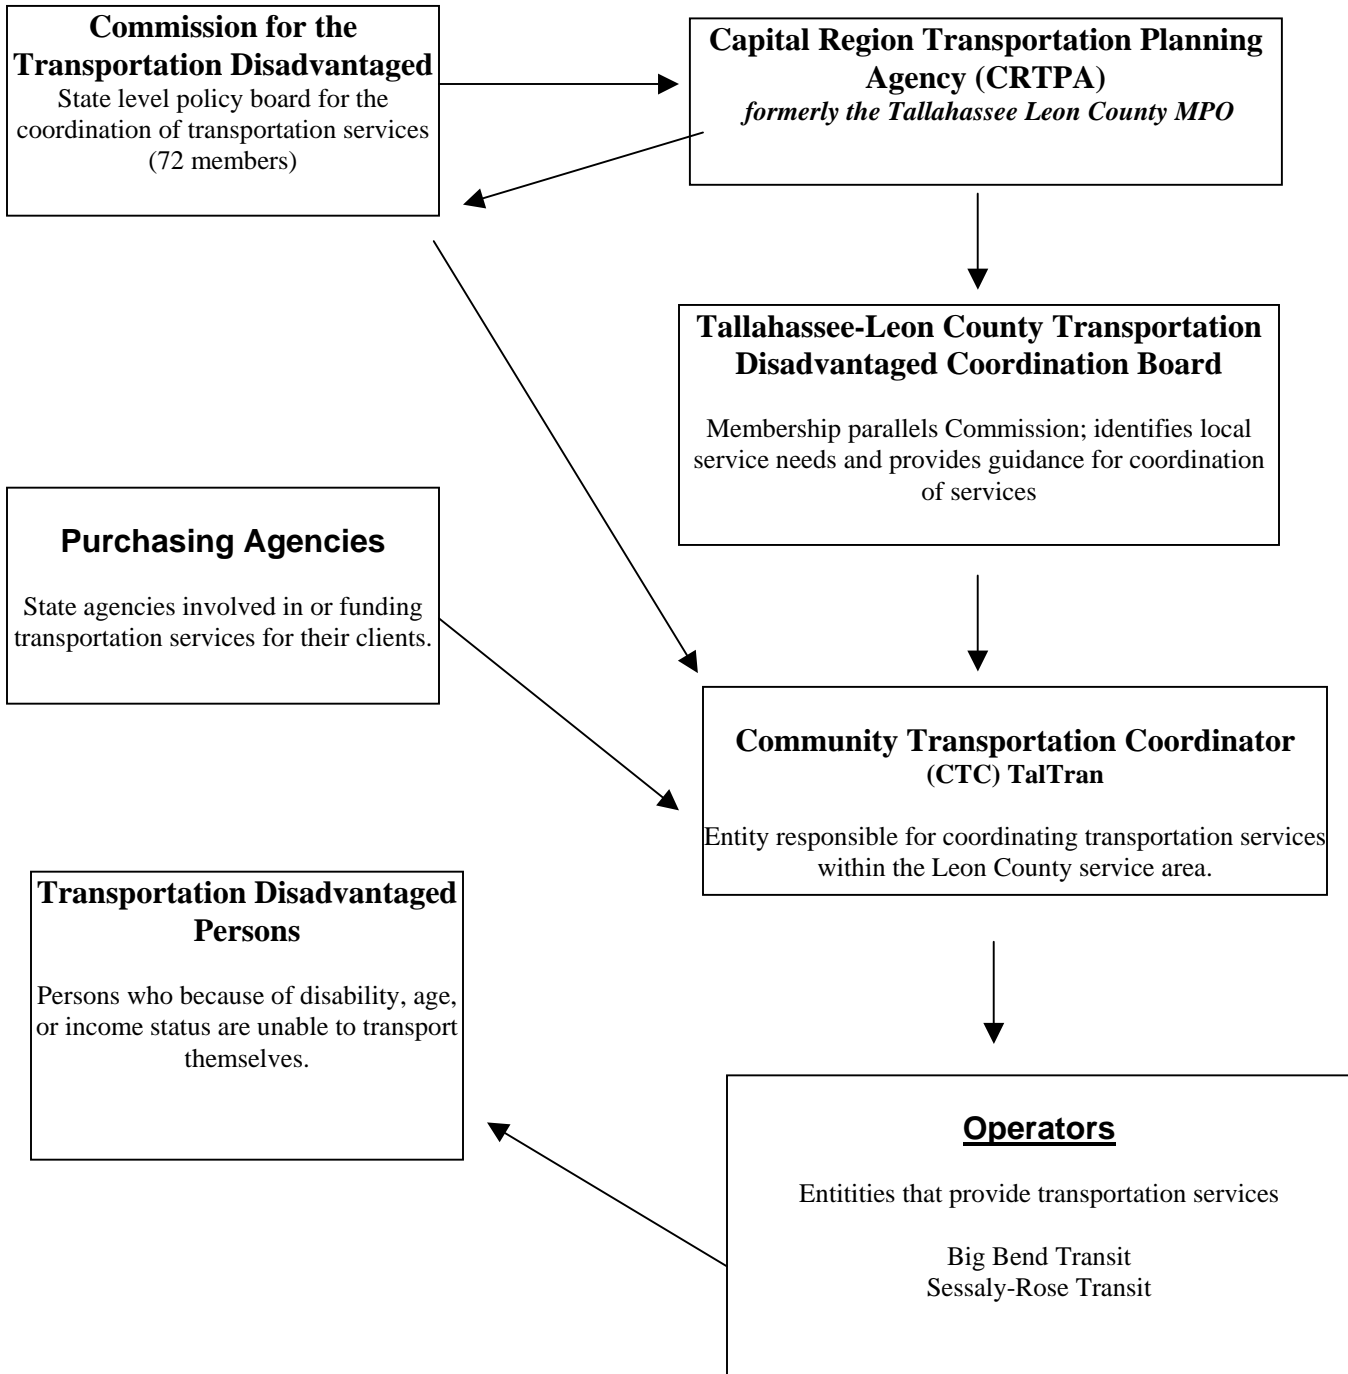 Commission for the
Transportation Disadvantaged
State level policy board for the
coordination of transportation services
(72 members)
Capital Region Transportation Planning
Agency (CRTPA)
formerly the Tallahassee Leon County MPO
Tallahassee-Leon County Transportation
Disadvantaged Coordination Board
Membership parallels Commission; identifies local
service needs and provides guidance for coordination
of services
Purchasing Agencies
State agencies involved in or funding
transportation services for their clients.
Community Transportation Coordinator
(CTC) TalTran
Entity responsible for coordinating transportation services
within the Leon County service area.
Transportation Disadvantaged
Persons
Persons who because of disability, age,
or income status are unable to transport
themselves.
Operators
Entitities that provide transportation services
Big Bend Transit
Sessaly-Rose Transit